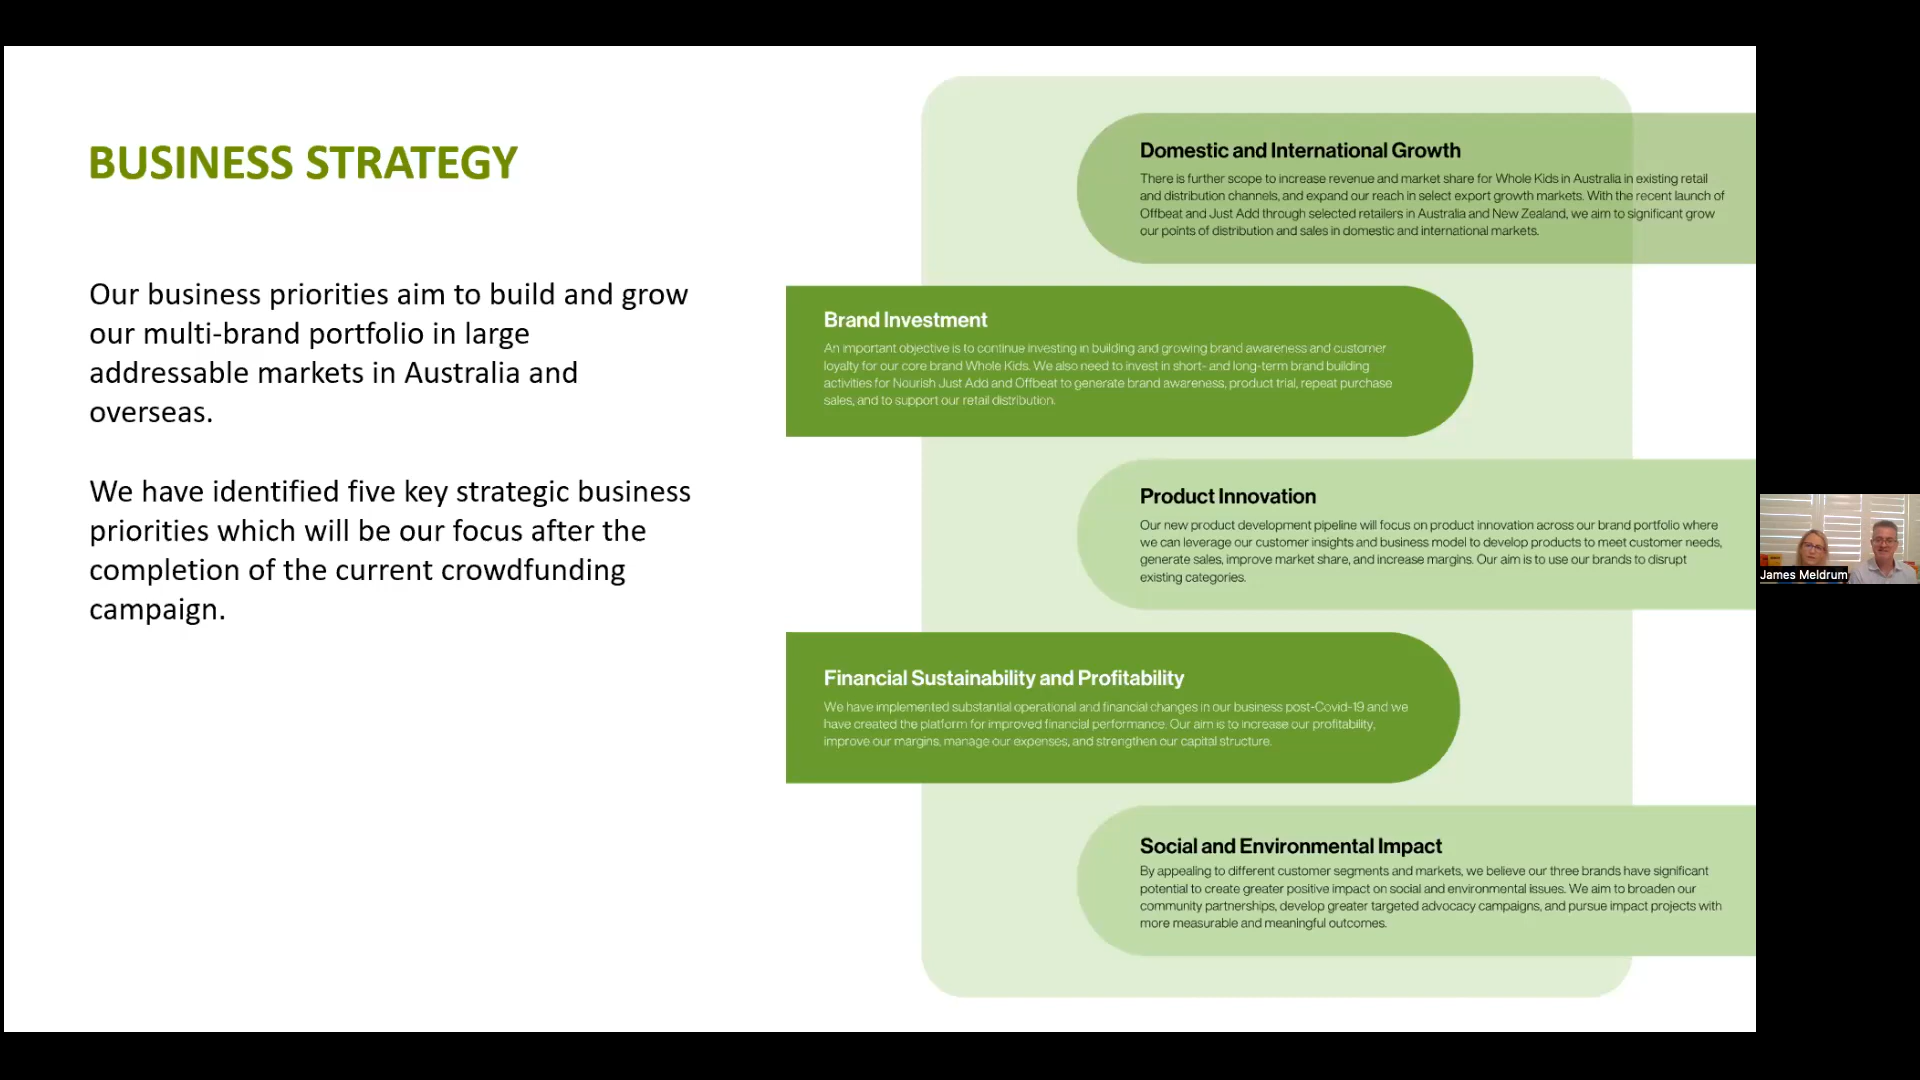 BUSINESS STRATEGY
Our business priorities aim to build and grow
our multi-brand portfolio in large
addressable markets in Australia and
overseas.
We have identified five key strategic business
priorities which will be our focus after the
completion of the current crowdfunding
campaign.
Domestic and International Growth
There is further scope to increase revenue and market share for Whole Kids in Australia in existing retail
and distribution channels, and expand our reach in select export growth markets. With the recent launch of
Offbeat and Just Add through selected retailers in Australia and New Zealand, we aim to significant grow
our points of distribution and sales in domestic and international markets.
Brand Investment
An important objective is to continue investing in building and growing brand awareness and customer
loyalty for our core brand Whole Kids. We also need to invest in short- and long-term brand building
activities for Nourish Just Add and Offbeat to generate brand awareness, product trial, repeat purchase
sales, and to support our retail distribution.
Product Innovation
Our new product development pipeline will focus on product innovation across our brand portfolio where
we can leverage our customer insights and business model to develop products to meet customer needs,
generate sales, improve market share, and increase margins. Our aim is to use our brands to disrupt
existing categories.
Financial Sustainability and Profitability
We have implemented substantial operational and financial changes in our business post-Covid-19 and we
have created the platform for improved financial performance. Our aim is to increase our profitability,
improve our margins, manage our expenses, and strengthen our capital structure.
Social and Environmental Impact
By appealing to different customer segments and markets, we believe our three brands have significant
potential to create greater positive impact on social and environmental issues. We aim to broaden our
community partnerships, develop greater targeted advocacy campaigns, and pursue impact projects with
more measurable and meaningful outcomes.
James Meldrum